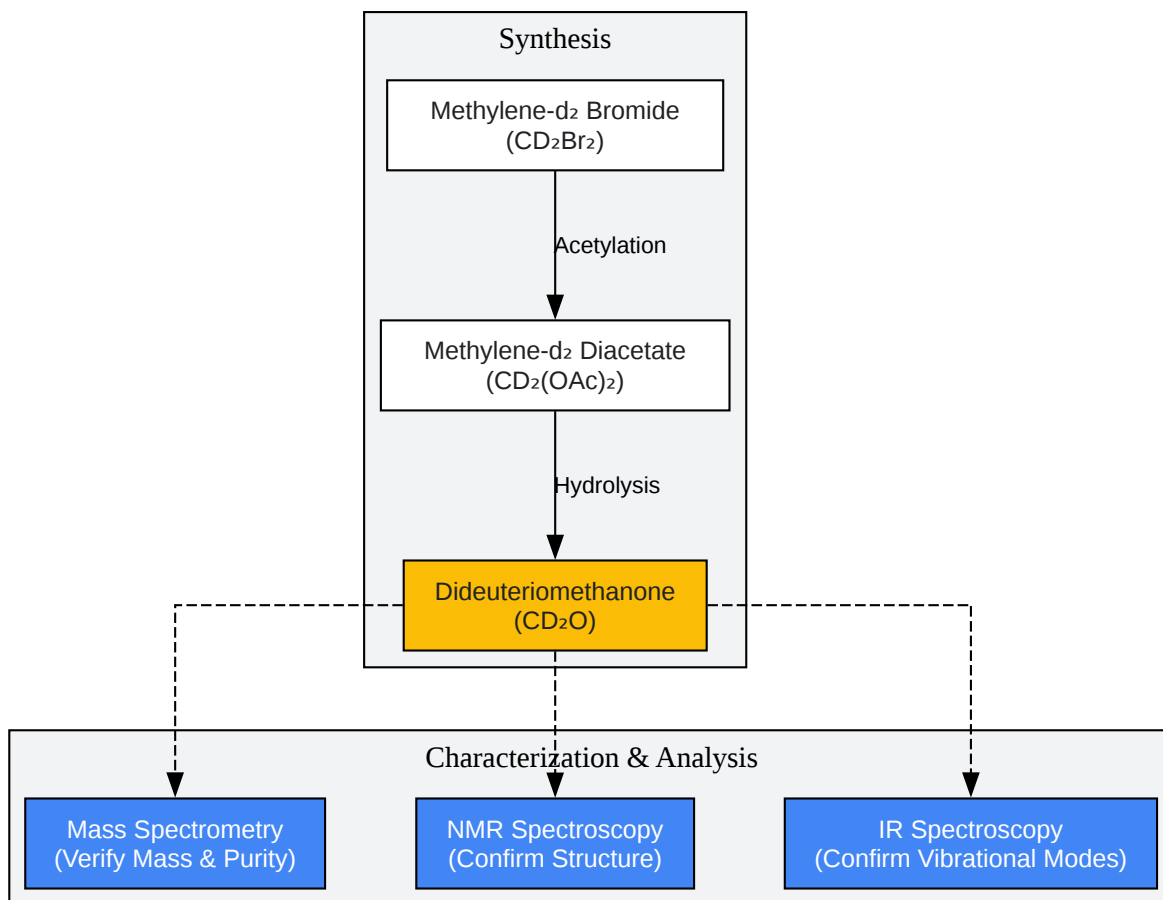 Synthesis
Methylene-d₂ Bromide
(CD₂Br₂)
Acetylation
Methylene-d₂ Diacetate
(CD₂(OAc)₂)
Hydrolysis
Dideuteriomethanone
(CD₂O)
Characterization & Analysis
Mass Spectrometry
(Verify Mass & Purity)
NMR Spectroscopy
(Confirm Structure)
IR Spectroscopy
(Confirm Vibrational Modes)